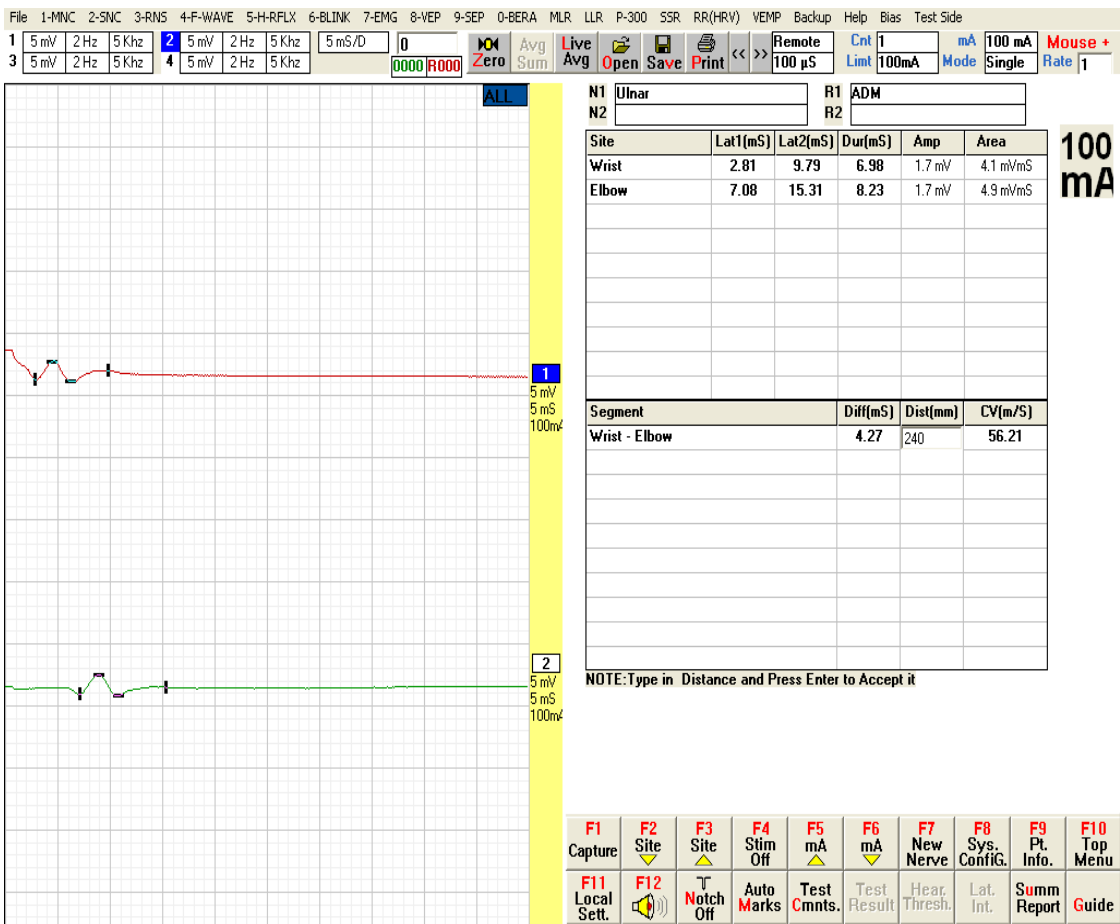 File 1-MNC 2-SNC 3-RNS 4-F-WAVE 5-H-RFLX 6-BLINK 7-EMG 8-VEP 9-SEP 0-BERA MLR LLR P-300 SSR RR(HRV) VEMP Backup Help Bias Test Side
1 5 mV 2 Hz 5 Khz 2 5 mV 2 Hz 5 Khz 5 mS/D 0 Zero Avg Sum Live Avg Open Save Print << >> Remote Cnt 1 mA 100 mA Mouse +
3 5 mV 2 Hz 5 Khz 4 5 mV 2 Hz 5 Khz 0000 R000 100 µS Limt 100mA Mode Single Rate 1
ALL
N1 Ulnar R1 ADM
N2 R2
100
mA
Site Lat1(mS) Lat2(mS) Dur(mS) Amp Area
Wrist 2.81 9.79 6.98 1.7 mV 4.1 mVmS
Elbow 7.08 15.31 8.23 1.7 mV 4.9 mVmS
1
5 mV
5 mS
100mA
Segment Diff(mS) Dist(mm) CV(m/S)
Wrist - Elbow 4.27 240 56.21
2
5 mV
5 mS
100mA
NOTE:Type in Distance and Press Enter to Accept it
F1 Capture F2 Site F3 Site F4 Stim Off F5 mA F6 mA F7 New Nerve F8 Sys. ConfiG. F9 Pt. Info. F10 Top Menu
F11 Local Sett. F12 Notch Off Auto Marks Test Cmnts. Test Result Hear. Thresh. Lat. Int. Summ Report Guide